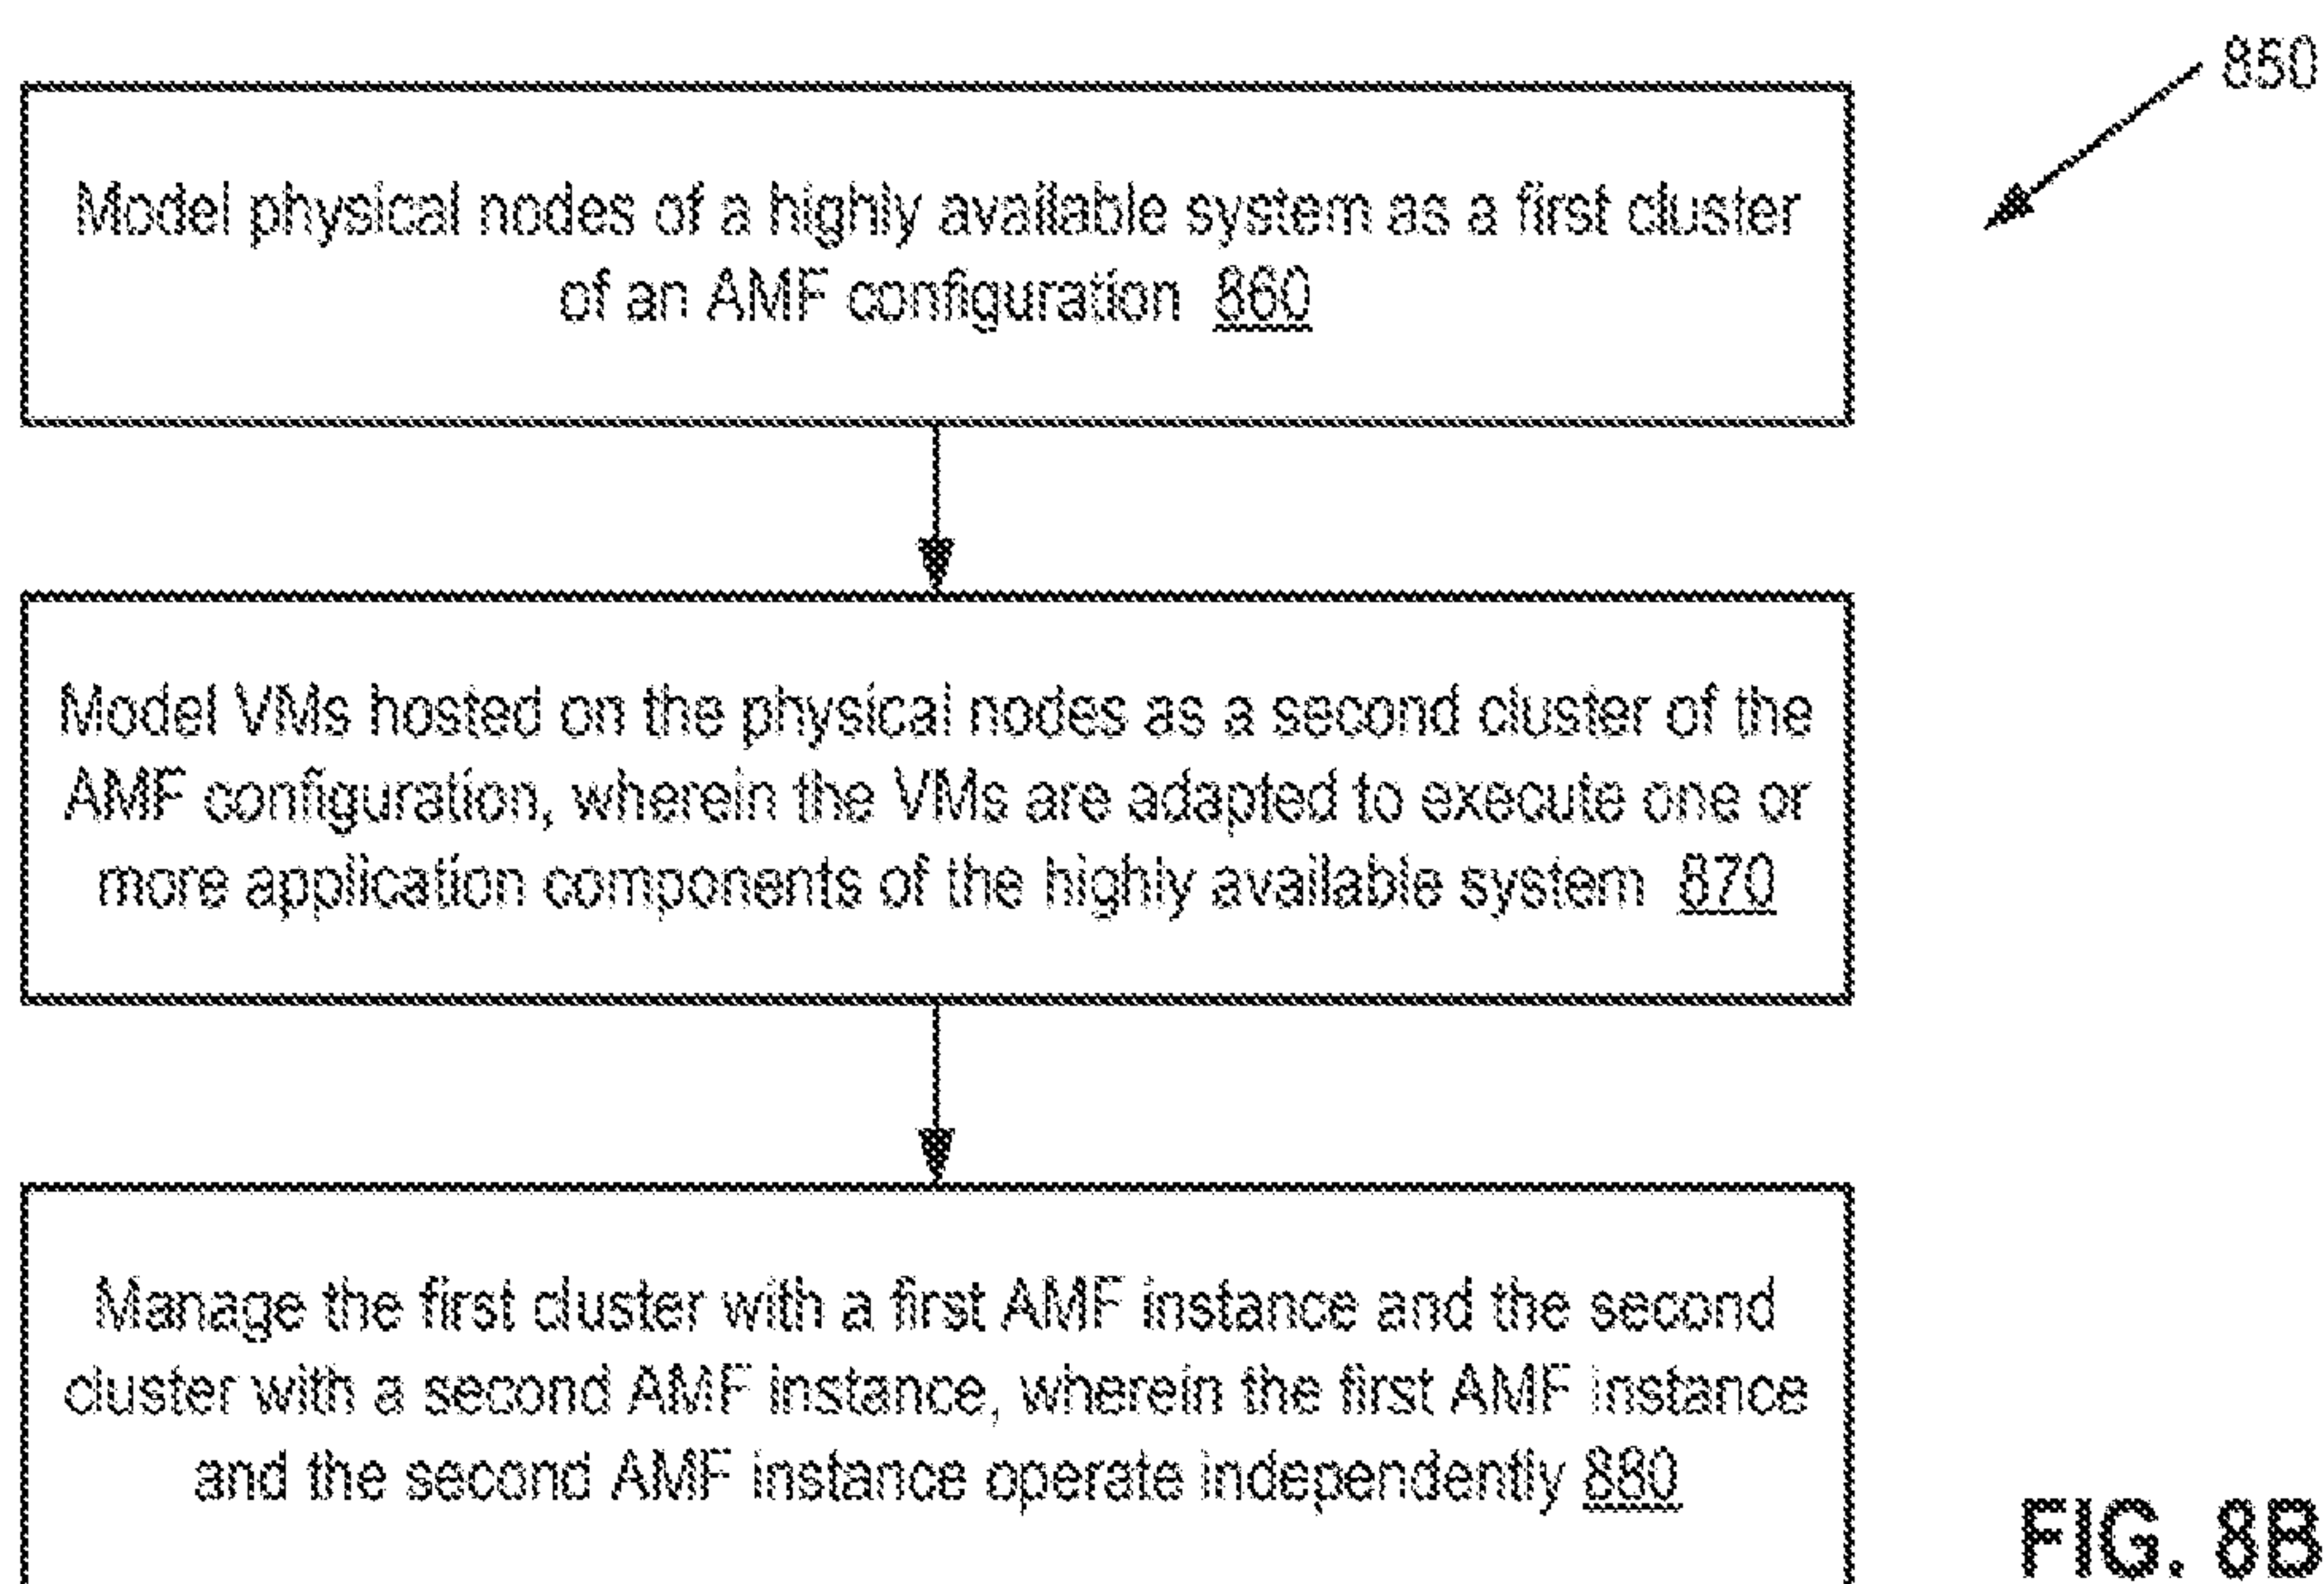 850
Model physical nodes of a highly available system as a first cluster
of an AMF configuration 860
Model VMs hosted on the physical nodes as a second cluster of the
AMF configuration, wherein the VMs are adapted to execute one or
more application components of the highly available system 870
Manage the first cluster with a first AMF instance and the second
cluster with a second AMF instance, wherein the first AMF instance
and the second AMF instance operate independently 880
FIG. 8B